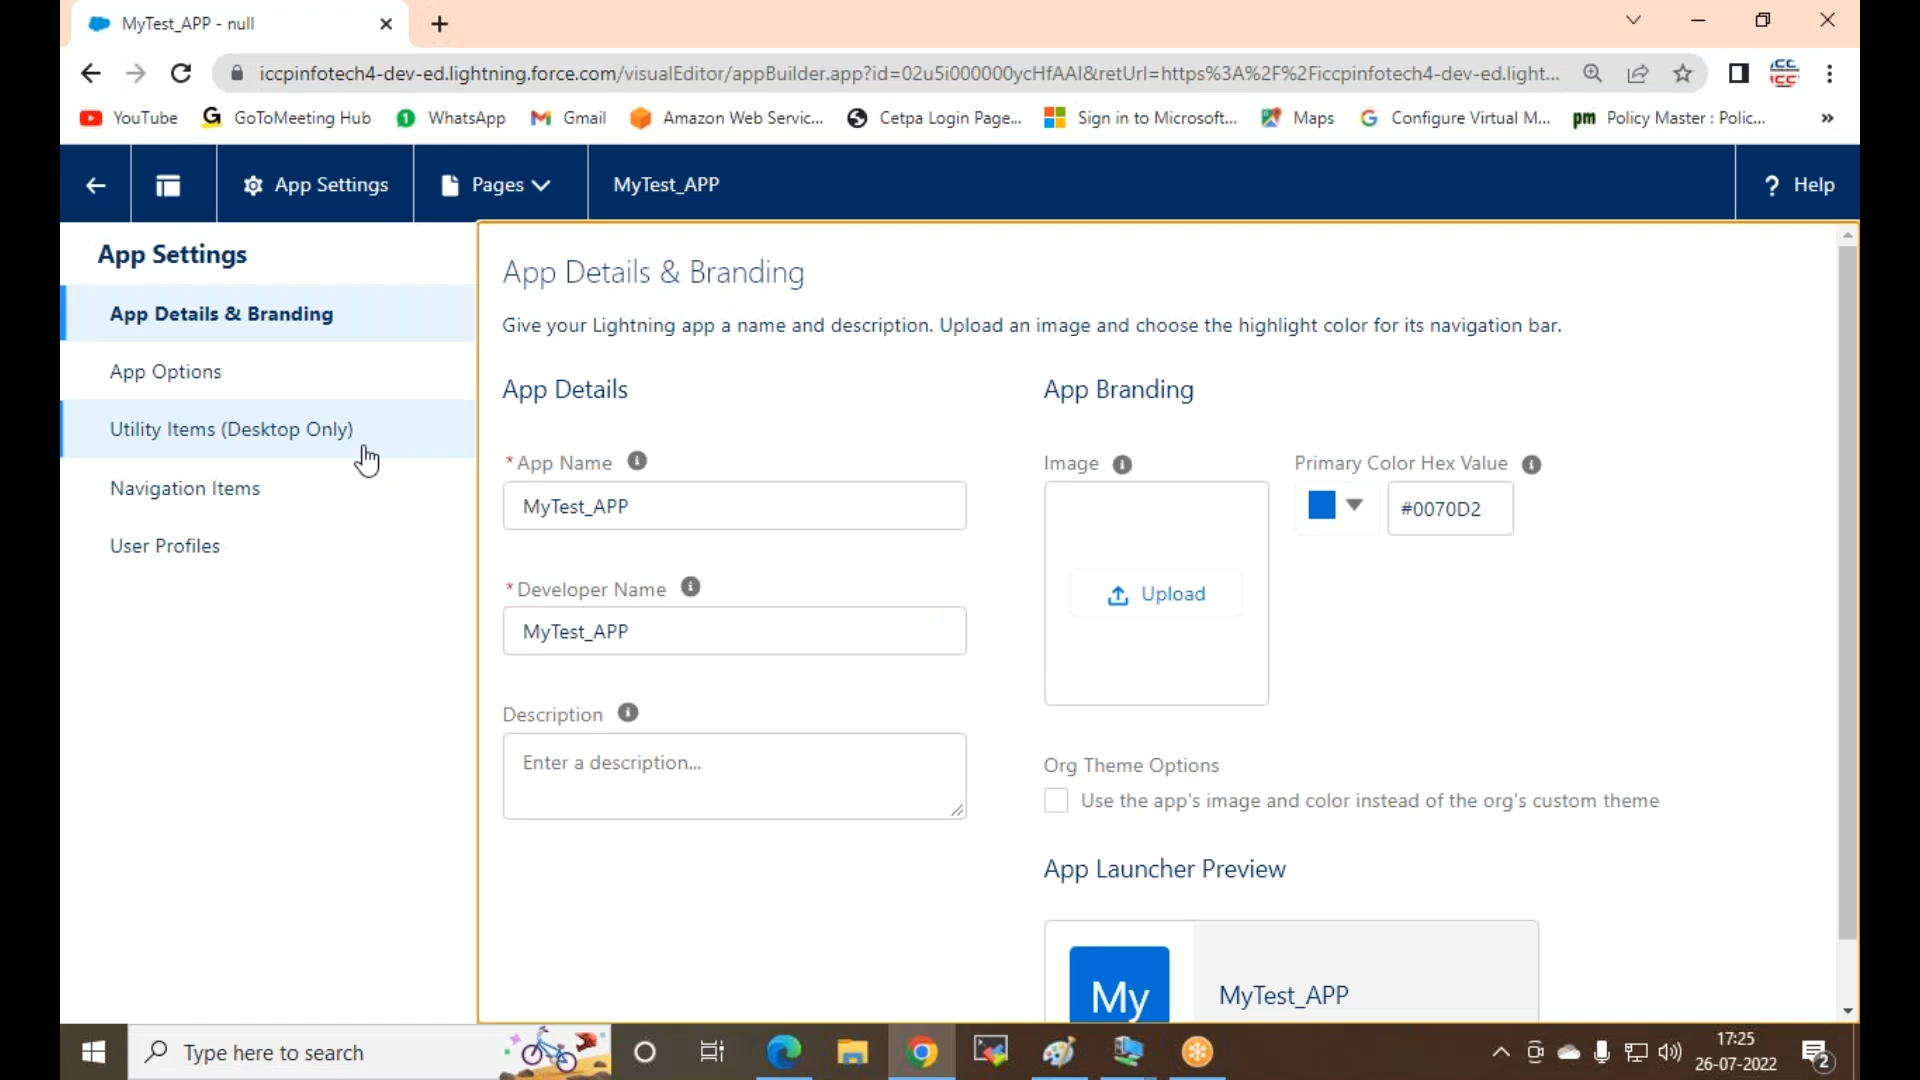 MyTest_APP - null
iccpinfotech4-dev-ed.lightning.force.com/visualEditor/appBuilder.app?id=02u5i000000ycHfAAI&retUrl=https%3A%2F%2Ficcpinfotech4-dev-ed.light...
YouTube GoToMeeting Hub WhatsApp Gmail Amazon Web Servic... Cetpa Login Page... Sign in to Microsoft... Maps Configure Virtual M... pm Policy Master : Polic... »
App Settings Pages MyTest_APP ? Help
App Settings
App Details & Branding
App Options
Utility Items (Desktop Only)
Navigation Items
User Profiles
App Details & Branding
Give your Lightning app a name and description. Upload an image and choose the highlight color for its navigation bar.
App Details
*App Name
MyTest_APP
*Developer Name
MyTest_APP
Description
Enter a description...
App Branding
Image
Upload
Primary Color Hex Value
#0070D2
Org Theme Options
Use the app's image and color instead of the org's custom theme
App Launcher Preview
My
MyTest_APP
Type here to search
17:25
26-07-2022
2